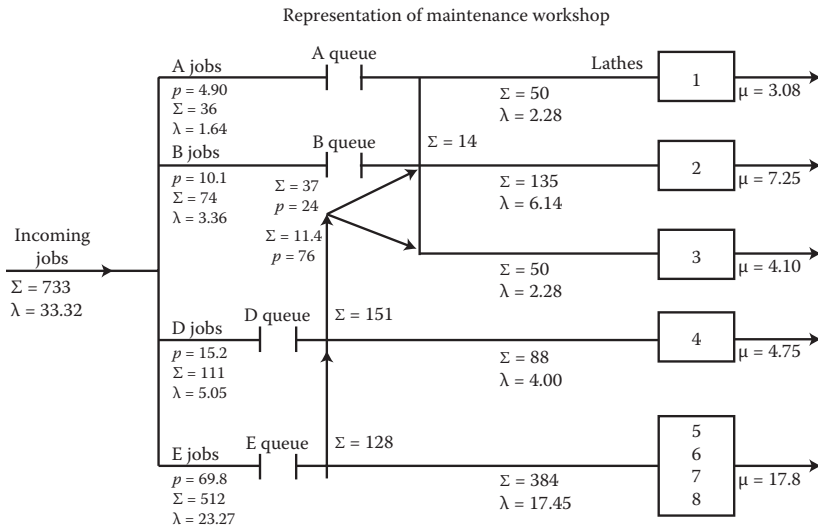 Representation of maintenance workshop
A queue
A jobs
p = 4.90
Σ = 36
λ = 1.64
Lathes
Σ = 50
λ = 2.28
1
μ = 3.08
Σ = 14
B queue
B jobs
p = 10.1
Σ = 74
λ = 3.36
Σ = 37
p = 24
Σ = 135
λ = 6.14
2
μ = 7.25
Σ = 11.4
p = 76
Incoming
jobs
Σ = 733
λ = 33.32
Σ = 50
λ = 2.28
3
μ = 4.10
D queue
D jobs
p = 15.2
Σ = 111
λ = 5.05
Σ = 151
Σ = 88
λ = 4.00
4
μ = 4.75
E queue
E jobs
p = 69.8
Σ = 512
λ = 23.27
Σ = 128
Σ = 384
λ = 17.45
5
6
7
8
μ = 17.8